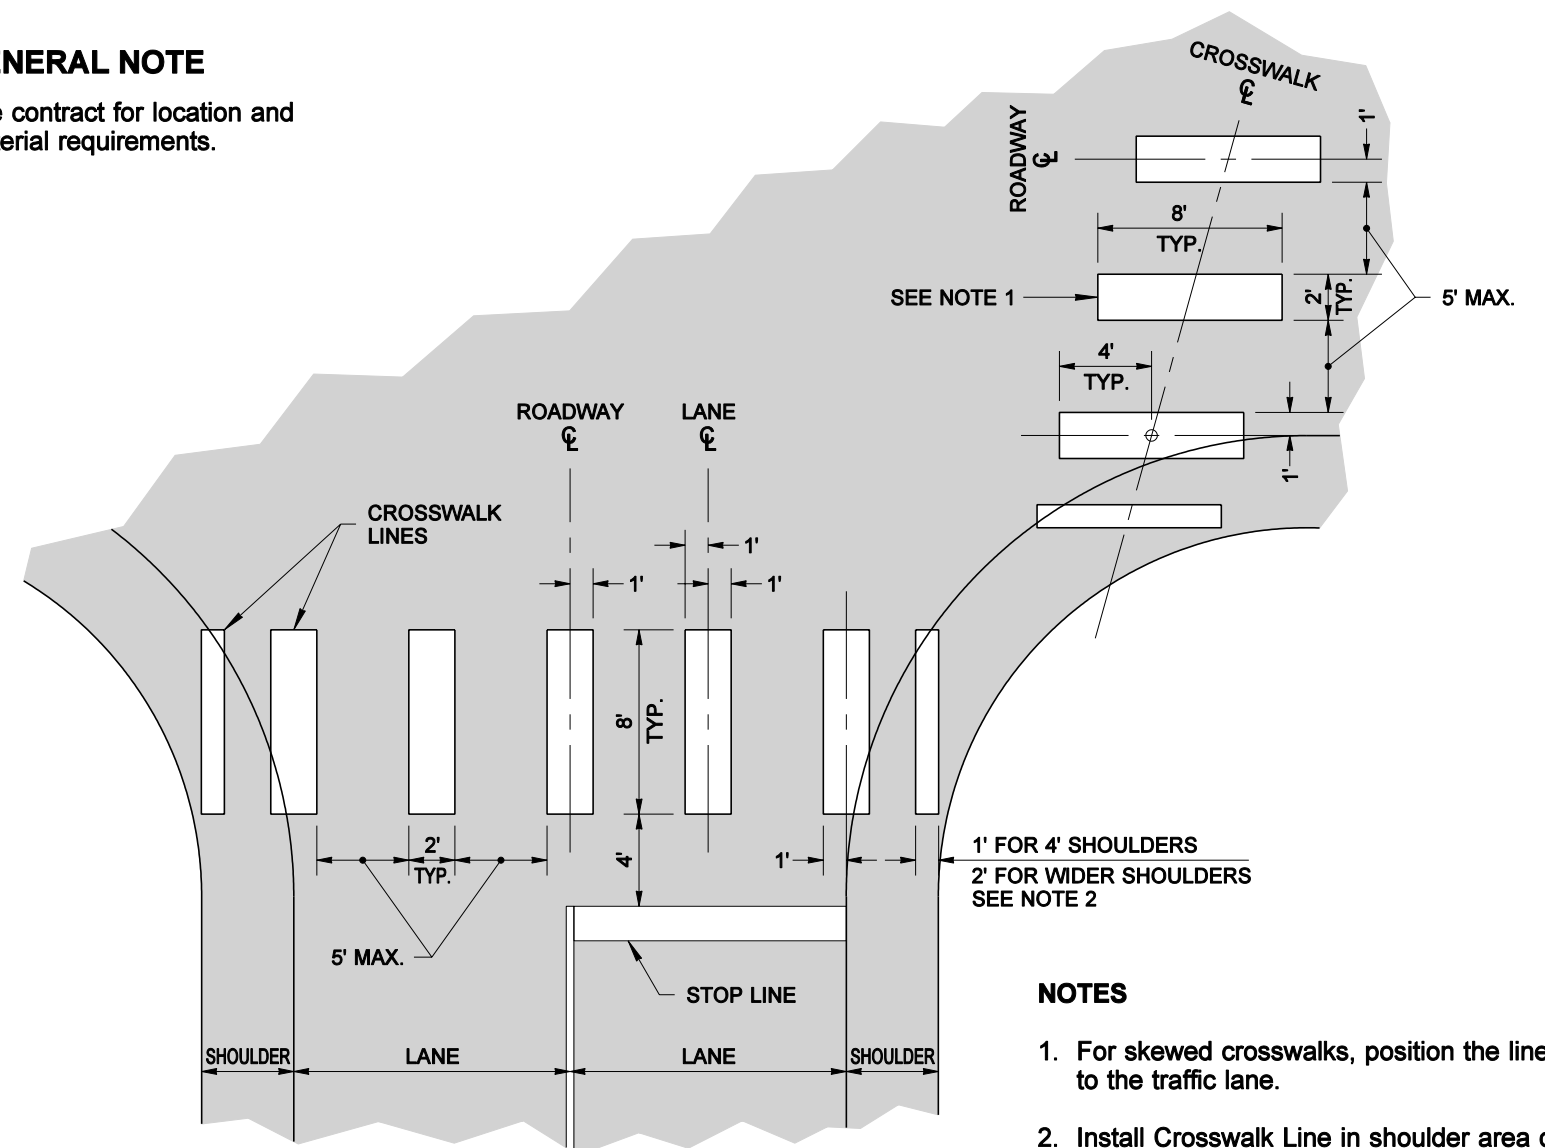 GENERAL NOTE
contract for location and
requirements.
CROSSWALK
℄
ROADWAY
℄
1'
8'
TYP.
SEE NOTE 1
2'
TYP.
5' MAX.
4'
TYP.
1'
ROADWAY
℄
LANE
℄
CROSSWALK
LINES
1'
1'
1'
8'
TYP.
2'
TYP.
4'
1'
1' FOR 4' SHOULDERS
2' FOR WIDER SHOULDERS
SEE NOTE 2
5' MAX.
STOP LINE
SHOULDER
LANE
LANE
SHOULDER
NOTES
1. For skewed crosswalks, position the line
to the traffic lane.
2. Install Crosswalk Line in shoulder area